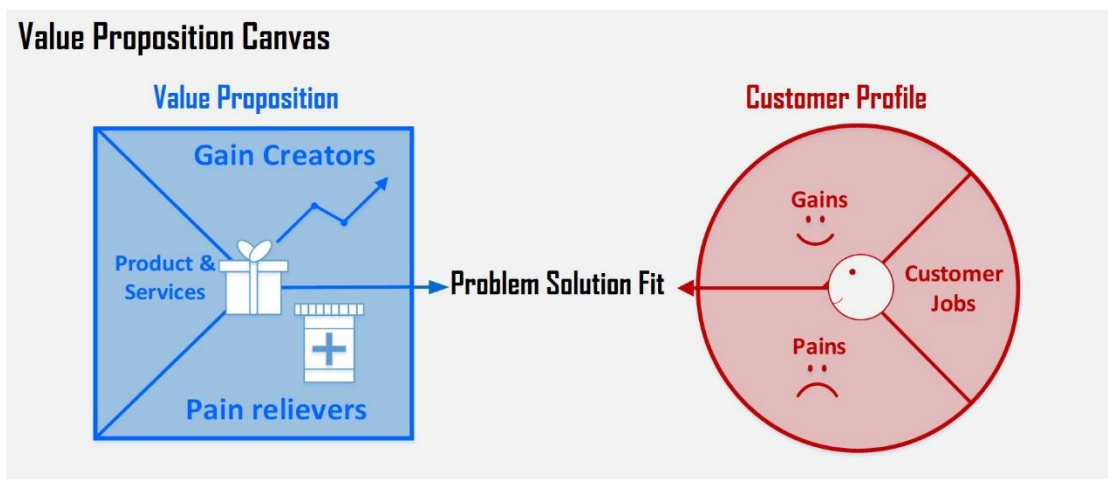 Value Proposition Canvas
Value Proposition
Customer Profile
Gain Creators
Gains
Product &
Services
Problem Solution Fit
Customer
Jobs
Pains
Pain relievers